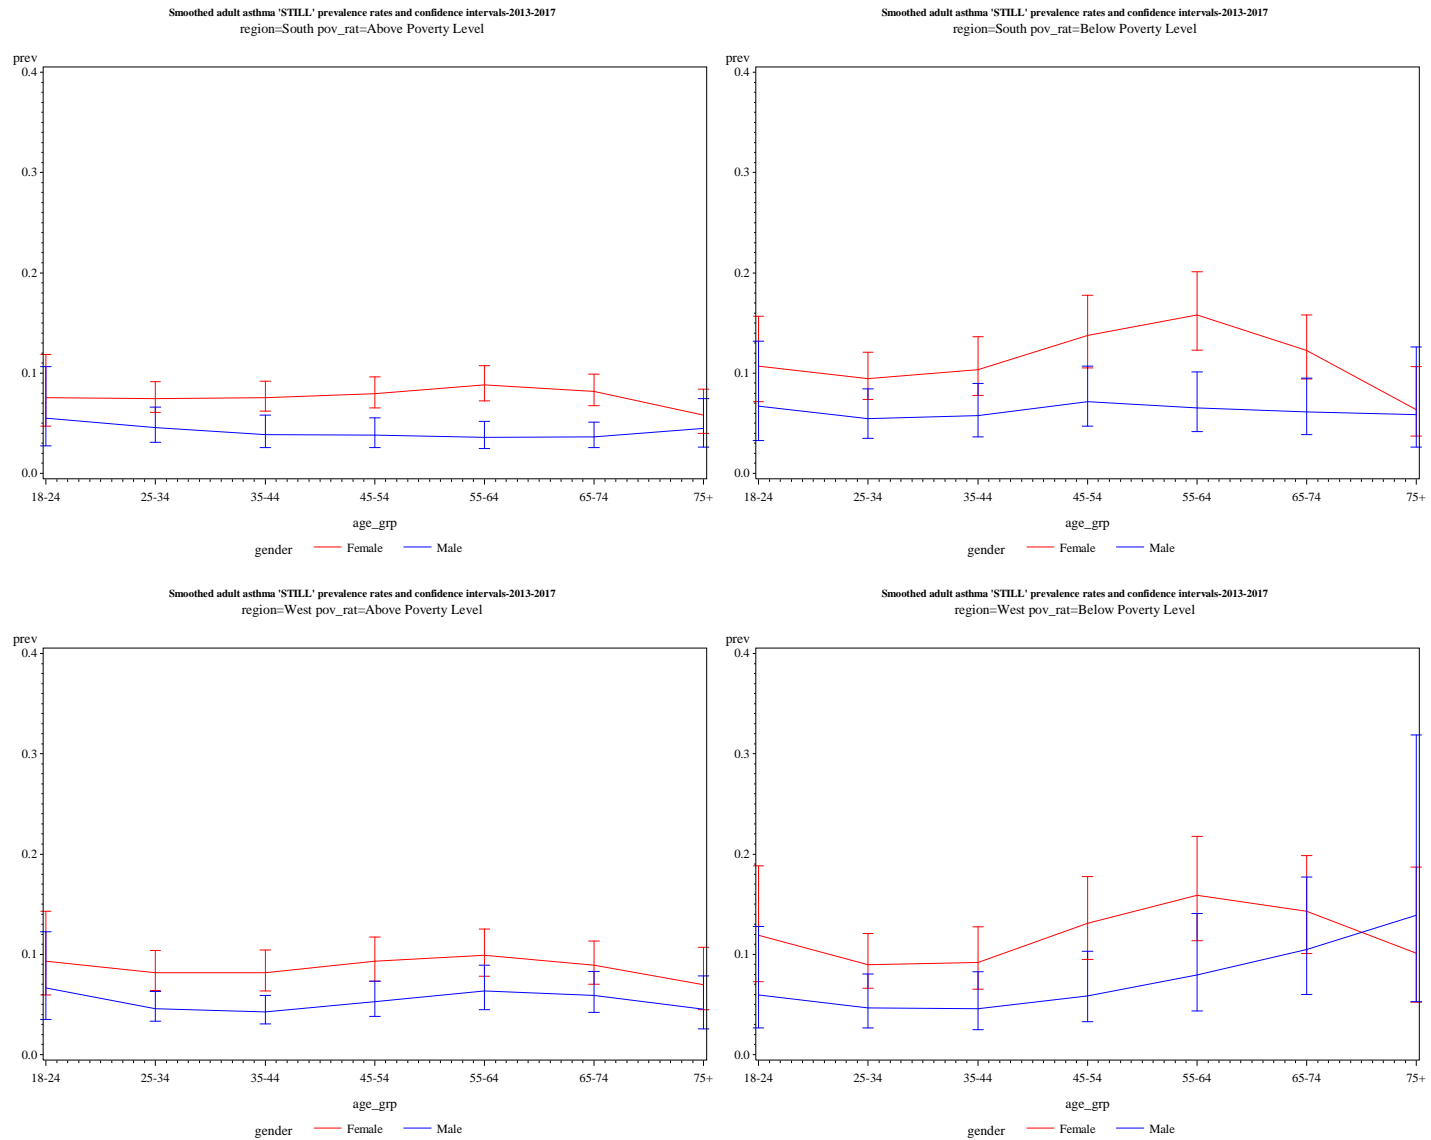 Smoothed adult asthma 'STILL' prevalence rates and confidence intervals-2013-2017
region=South pov_rat=Above Poverty Level
prev
0.4
0.3
0.2
0.1
0.0
18-24 25-34 35-44 45-54 55-64 65-74 75+
age_grp
gender Female Male
Smoothed adult asthma 'STILL' prevalence rates and confidence intervals-2013-2017
region=South pov_rat=Below Poverty Level
prev
0.4
0.3
0.2
0.1
0.0
18-24 25-34 35-44 45-54 55-64 65-74 75+
age_grp
gender Female Male
Smoothed adult asthma 'STILL' prevalence rates and confidence intervals-2013-2017
region=West pov_rat=Above Poverty Level
prev
0.4
0.3
0.2
0.1
0.0
18-24 25-34 35-44 45-54 55-64 65-74 75+
age_grp
gender Female Male
Smoothed adult asthma 'STILL' prevalence rates and confidence intervals-2013-2017
region=West pov_rat=Below Poverty Level
prev
0.4
0.3
0.2
0.1
0.0
18-24 25-34 35-44 45-54 55-64 65-74 75+
age_grp
gender Female Male